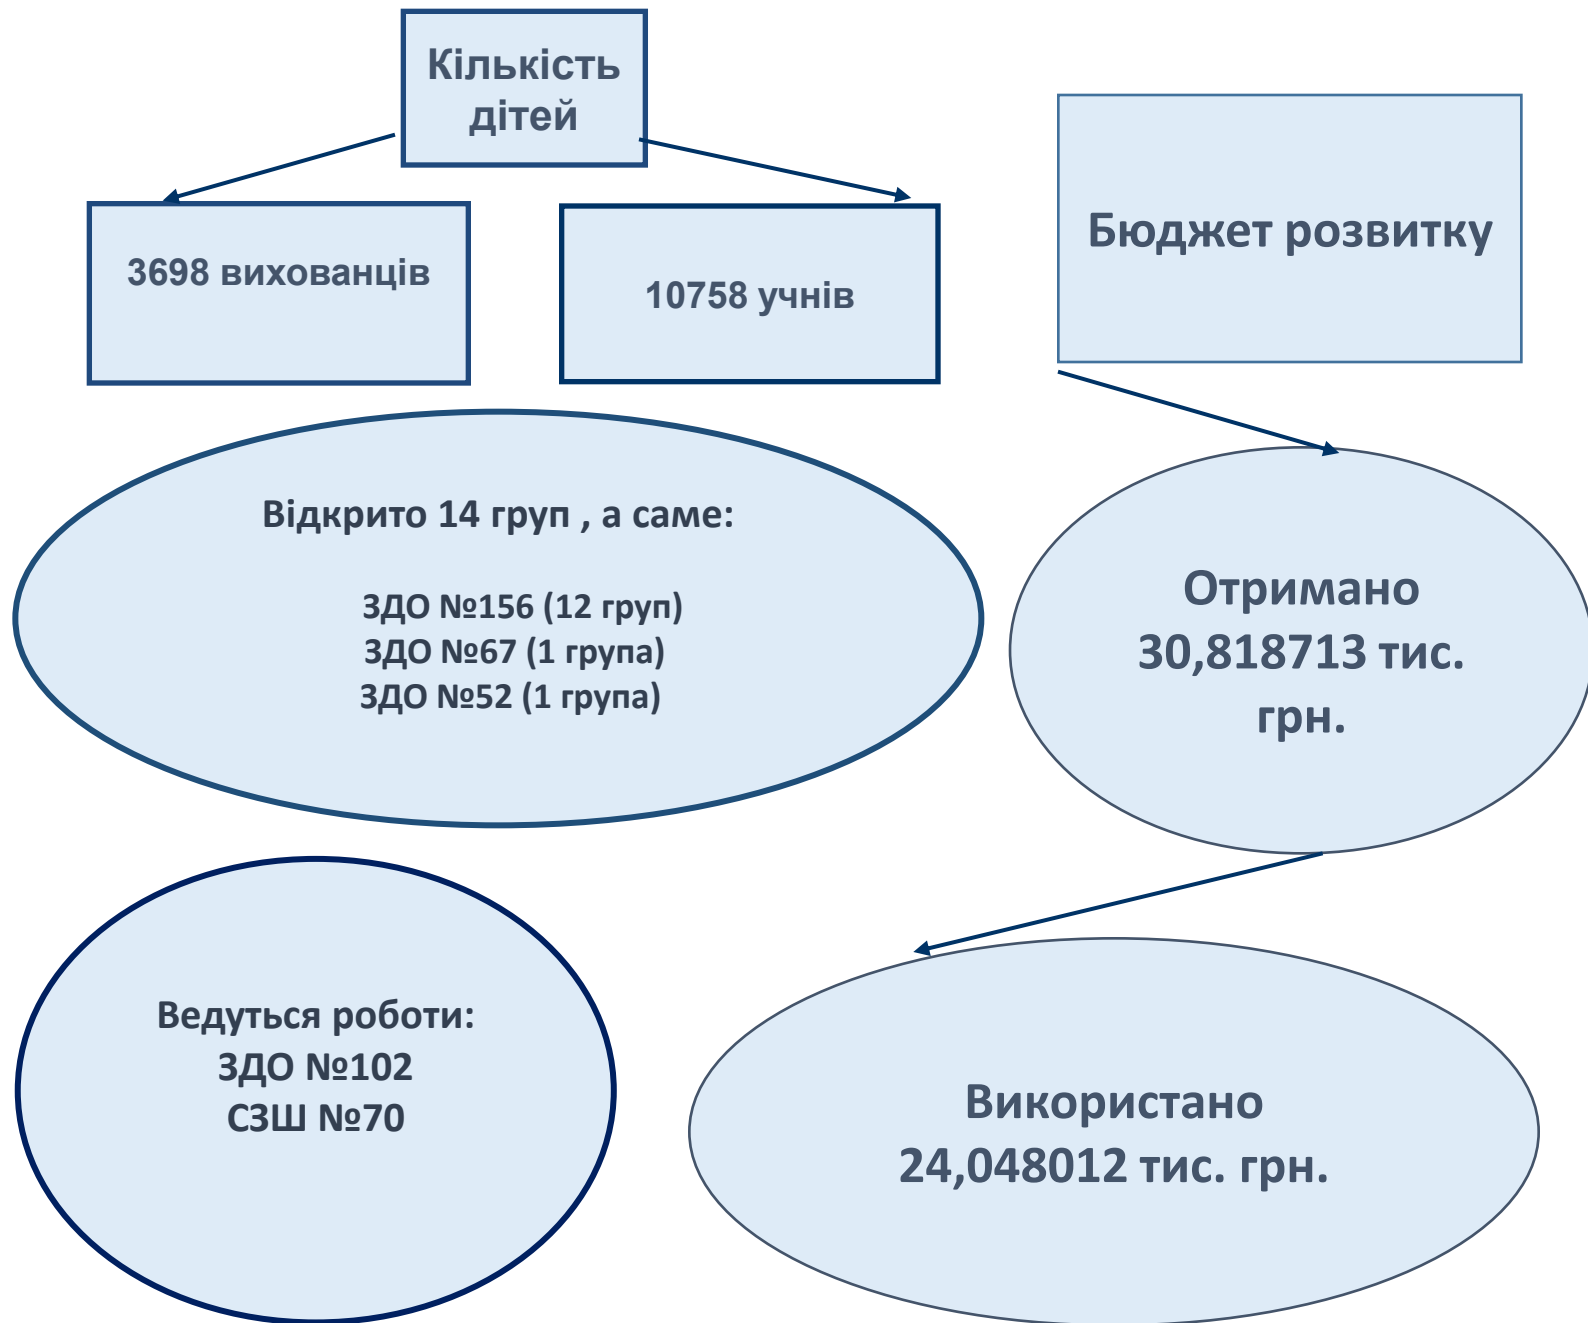 Кількість
дітей
3698 вихованців
10758 учнів
Бюджет розвитку
Відкрито 14 груп , а саме:
ЗДО №156 (12 груп)
ЗДО №67 (1 група)
ЗДО №52 (1 група)
Отримано
30,818713 тис.
грн.
Ведуться роботи:
ЗДО №102
СЗШ №70
Використано
24,048012 тис. грн.